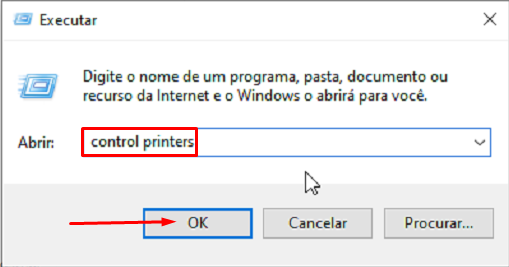 Executar
Digite o nome de um programa, pasta, documento ou
recurso da Internet e o Windows o abrirá para você.
Abrir: control printers
OK Cancelar Procurar...